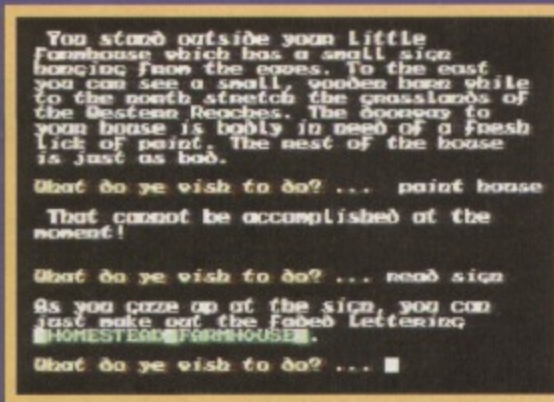 You stand outside your little
farmhouse which has a small sign
hanging from the eaves. To the east
you can see a small, wooden barn while
to the north stretch the grasslands of
the Western Reaches. The doorway to
your house is badly in need of a fresh
lick of paint. The rest of the house
is just as bad.
What do ye wish to do? ... paint house
That cannot be accomplished at the
moment!
What do ye wish to do? ... read sign
As you gaze up at the sign, you can
just make out the faded lettering
HOMESTEAD FARMHOUSE.
What do ye wish to do? ...